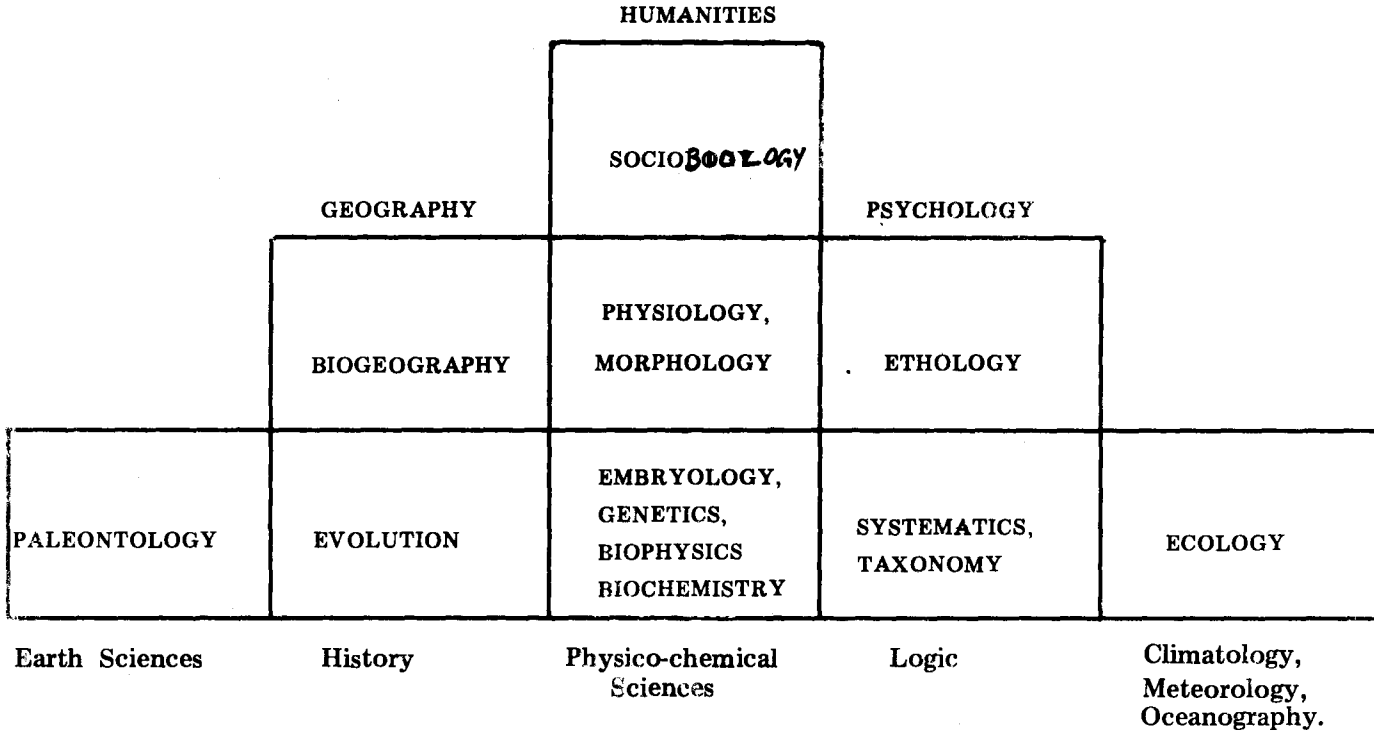 HUMANITIES
SOCIOBIOLOGY
GEOGRAPHY
PSYCHOLOGY
BIOGEOGRAPHY
PHYSIOLOGY,
MORPHOLOGY
ETHOLOGY
PALEONTOLOGY
EVOLUTION
EMBRYOLOGY,
GENETICS,
BIOPHYSICS
BIOCHEMISTRY
SYSTEMATICS,
TAXONOMY
ECOLOGY
Earth Sciences
History
Physico-chemical
Sciences
Logic
Climatology,
Meteorology,
Oceanography.